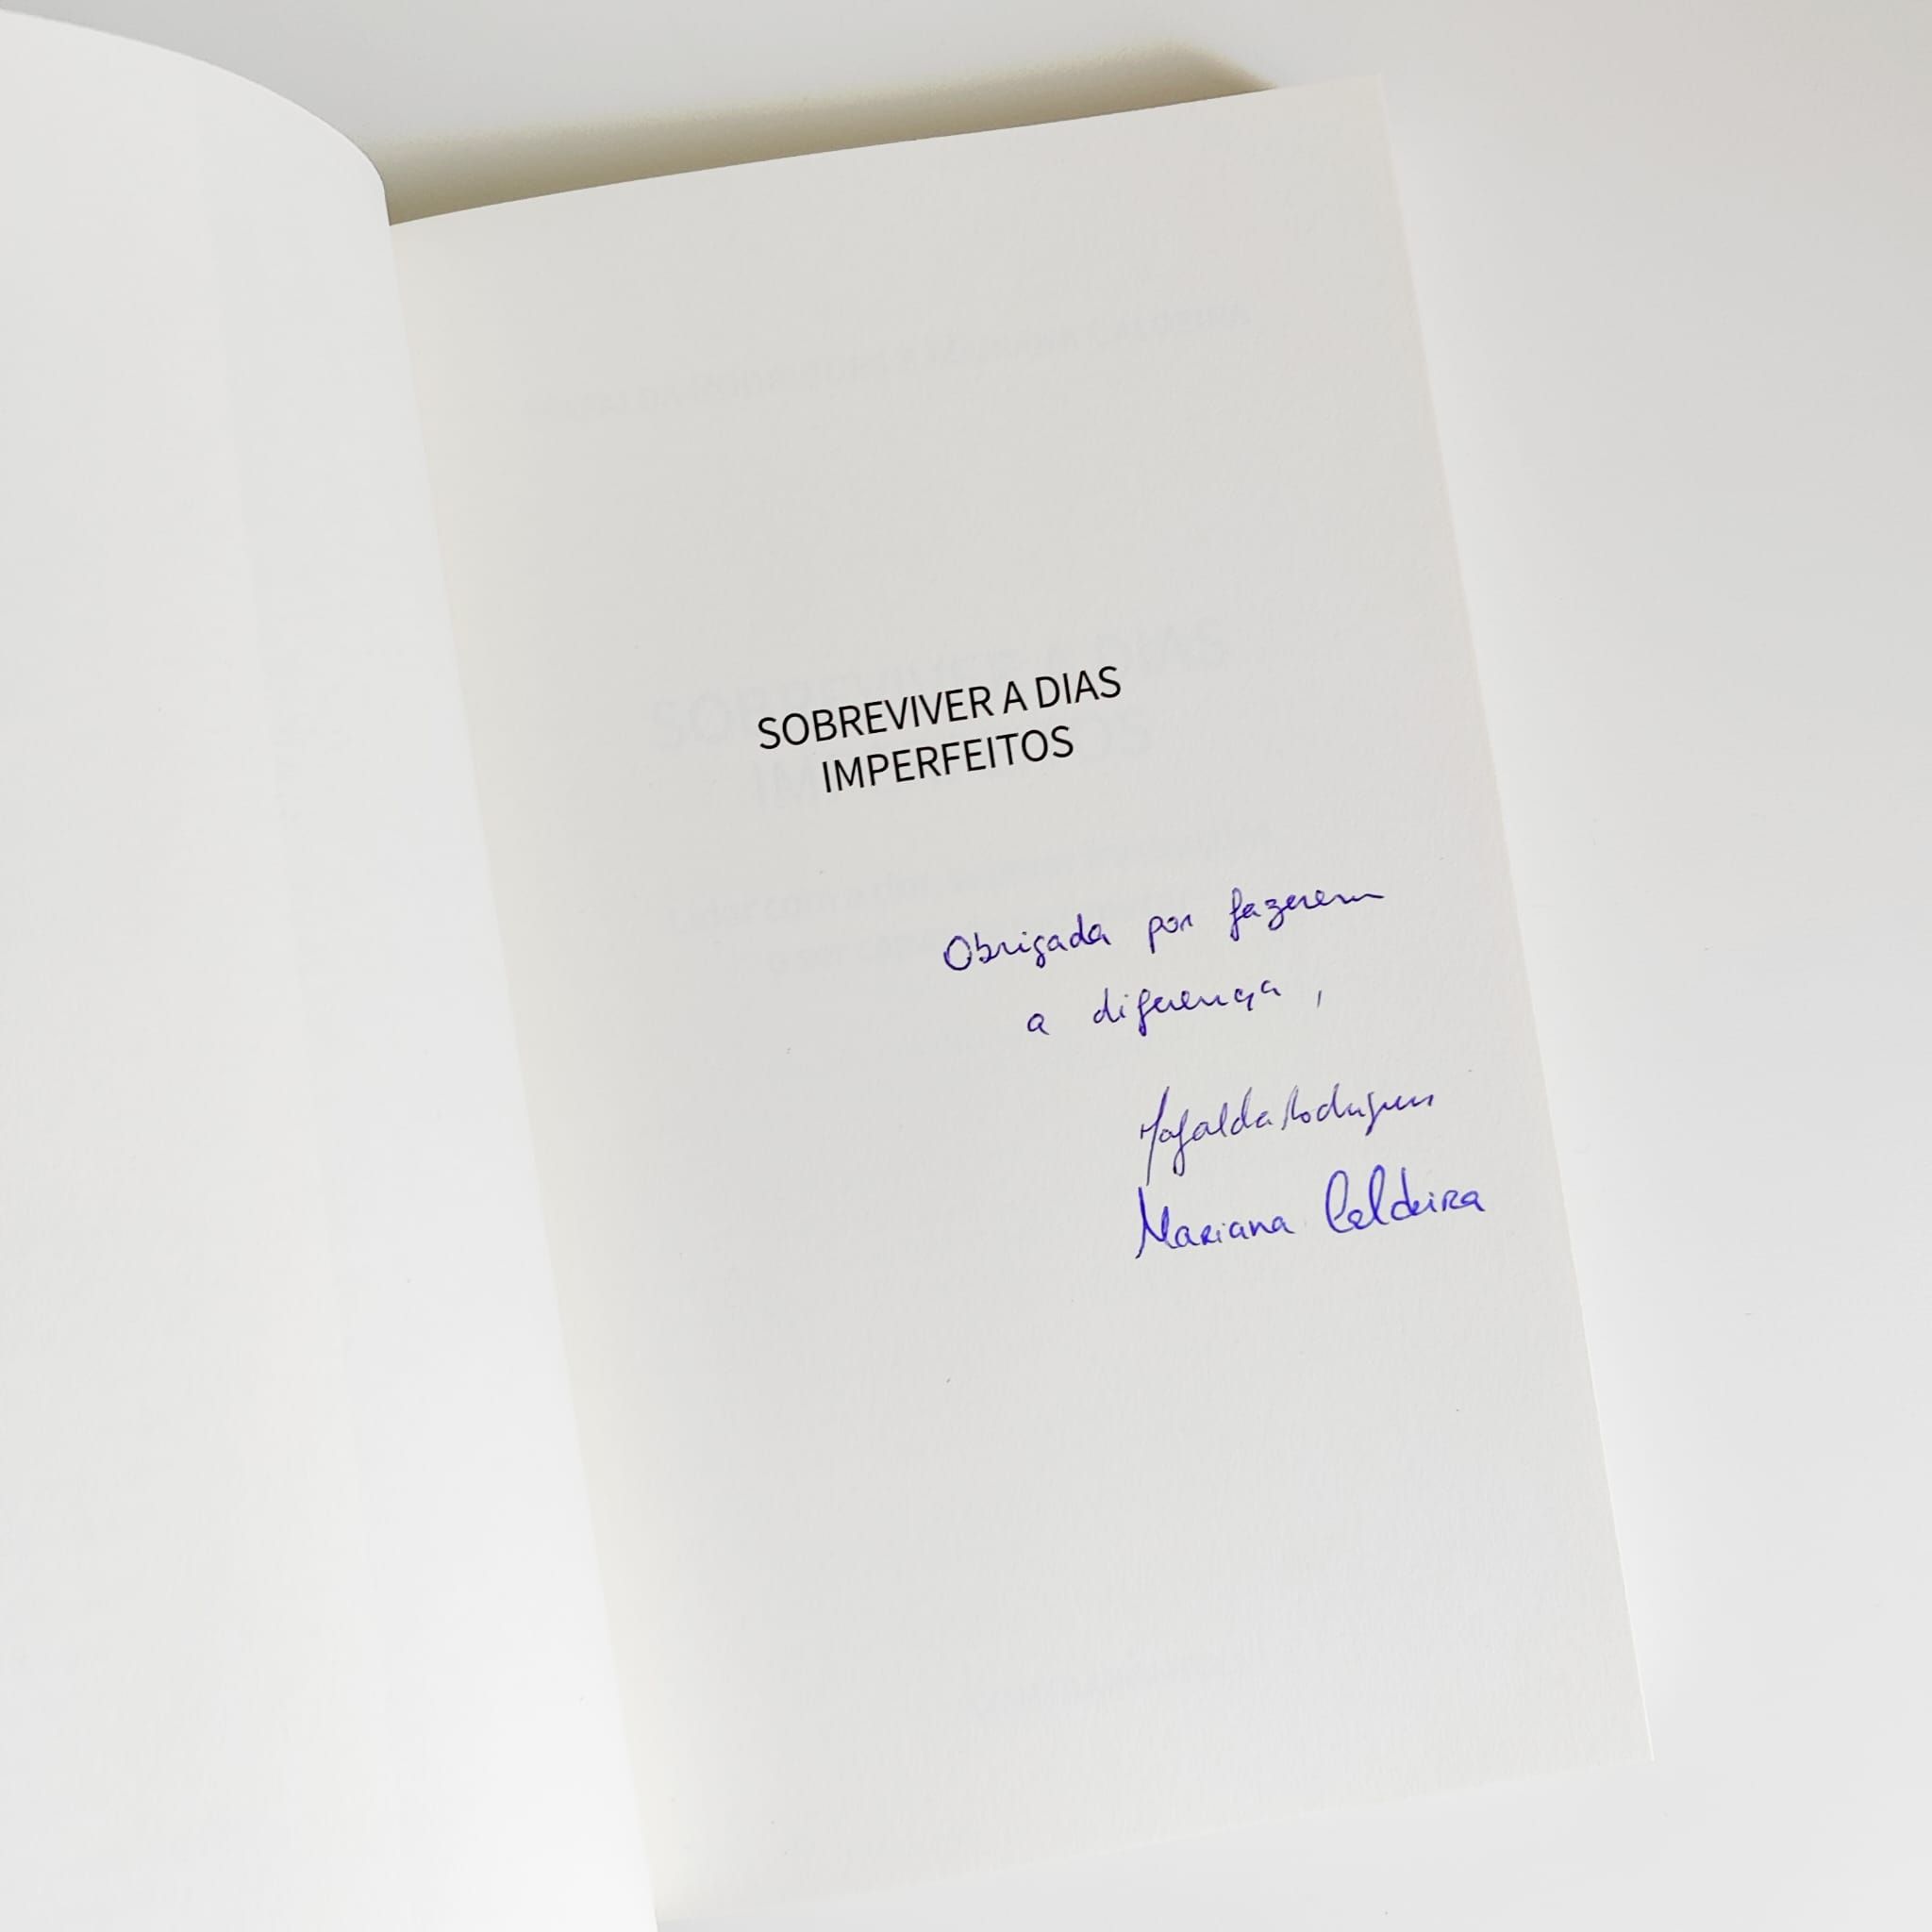 SOBREVIVER A DIAS
IMPERFEITOS
Obrigada por fazerem
a diferença,
Mafalda Rodrigues
Mariana Caldeira